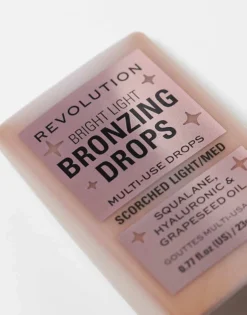 REVOLUTION
BRIGHT LIGHT
BRONZING
DROPS
MULTI-USE DROPS
SCORCHED LIGHT/MED
SQUALANE,
HYALURONIC &
GRAPESEED OIL
GOUTTES MULTI-USA
0.77 fl.oz (US) / 23